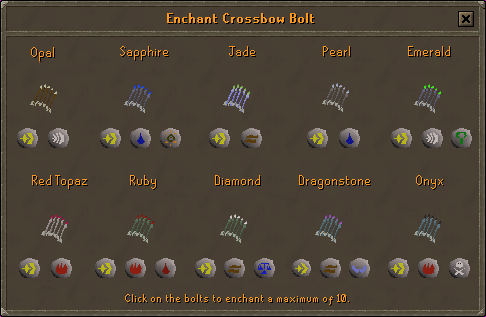 Enchant Crossbow Bolt
Opal Sapphire Jade Pearl Emerald
Red Topaz Ruby Diamond Dragonstone Onyx
Click on the bolts to enchant a maximum of 10.